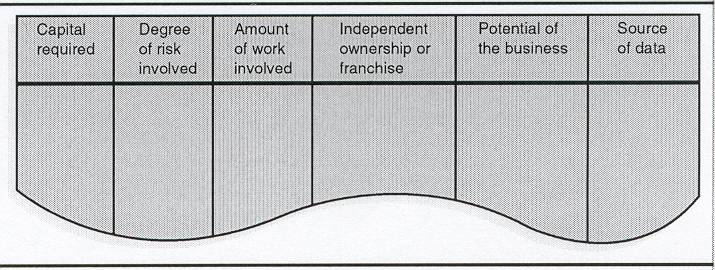 Capital
required
Degree
of risk
involved
Amount
of work
involved
Independent
ownership or
franchise
Potential of
the business
Source
of data